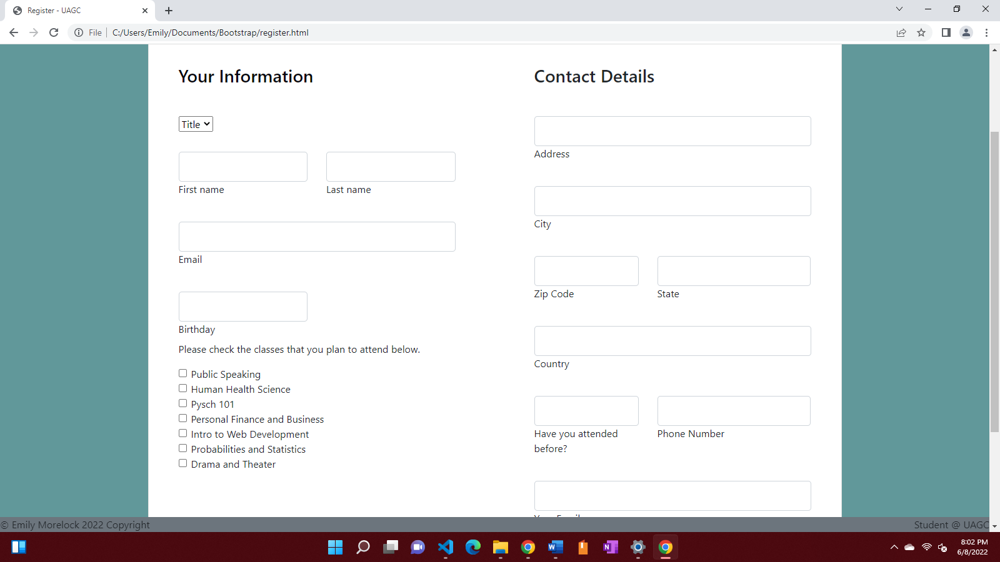 Register - UAGC
File
C:/Users/Emily/Documents/Bootstrap/register.html
Your Information
Title
First name
Last name
Email
Birthday
Please check the classes that you plan to attend below.
Public Speaking
Human Health Science
Pysch 101
Personal Finance and Business
Intro to Web Development
Probabilities and Statistics
Drama and Theater
Contact Details
Address
City
Zip Code
State
Country
Have you attended
before?
Phone Number
Your Email
© Emily Morelock 2022 Copyright
Student @ UAGC
8:02 PM
6/8/2022